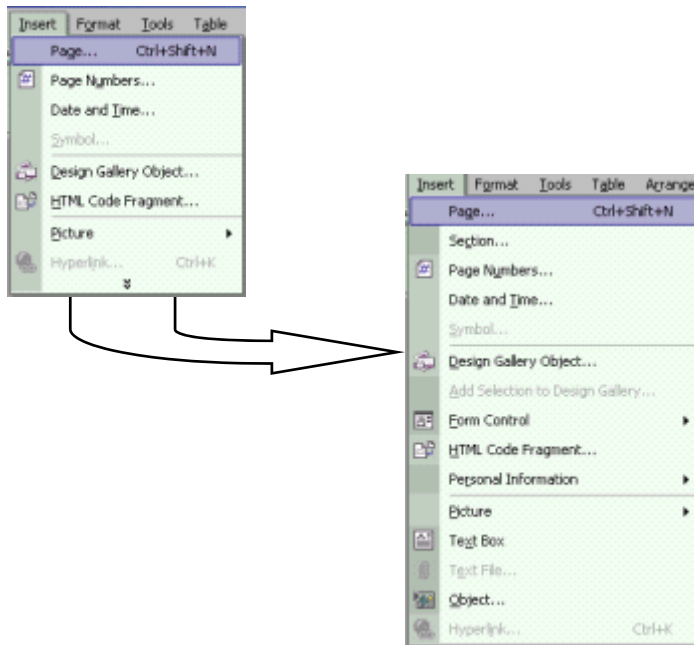 Insert Format Tools Table
Page... Ctrl+Shift+N
Page Numbers...
Date and Time...
Symbol...
Design Gallery Object...
HTML Code Fragment...
Picture
Hyperlink... Ctrl+K
Insert Format Tools Table Arrange
Page... Ctrl+Shift+N
Section...
Page Numbers...
Date and Time...
Symbol...
Design Gallery Object...
Add Selection to Design Gallery...
Form Control
HTML Code Fragment...
Personal Information
Picture
Text Box
Text File...
Object...
Hyperlink... Ctrl+K